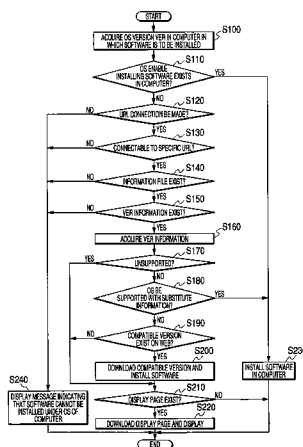 START
S100
ACQUIRE OS VERSION VER IN COMPUTER IN
WHICH SOFTWARE IS TO BE INSTALLED
S110
OS ENABLE
INSTALLING SOFTWARE EXISTS
IN COMPUTER?
YES
NO
S120
NO
URL CONNECTION BE MADE?
YES
S130
NO
CONNECTABLE TO SPECIFIC URL?
YES
S140
NO
INFORMATION FILE EXIST?
YES
S150
NO
VER INFORMATION EXIST?
YES
S160
ACQUIRE VER INFORMATION
S170
YES
UNSUPPORTED?
NO
S180
OS BE
SUPPORTED WITH SUBSTITUTE
INFORMATION?
YES
NO
S190
NO
COMPATIBLE VERSION
EXIST ON WEB?
YES
S200
DOWNLOAD COMPATIBLE VERSION AND
INSTALL SOFTWARE
S230
INSTALL SOFTWARE
IN COMPUTER
S240
DISPLAY MESSAGE INDICATING
THAT SOFTWARE CANNOT BE
INSTALLED UNDER OS OF
COMPUTER
S210
DISPLAY PAGE EXIST?
NO
YES
S220
DOWNLOAD DISPLAY PAGE AND DISPLAY
END